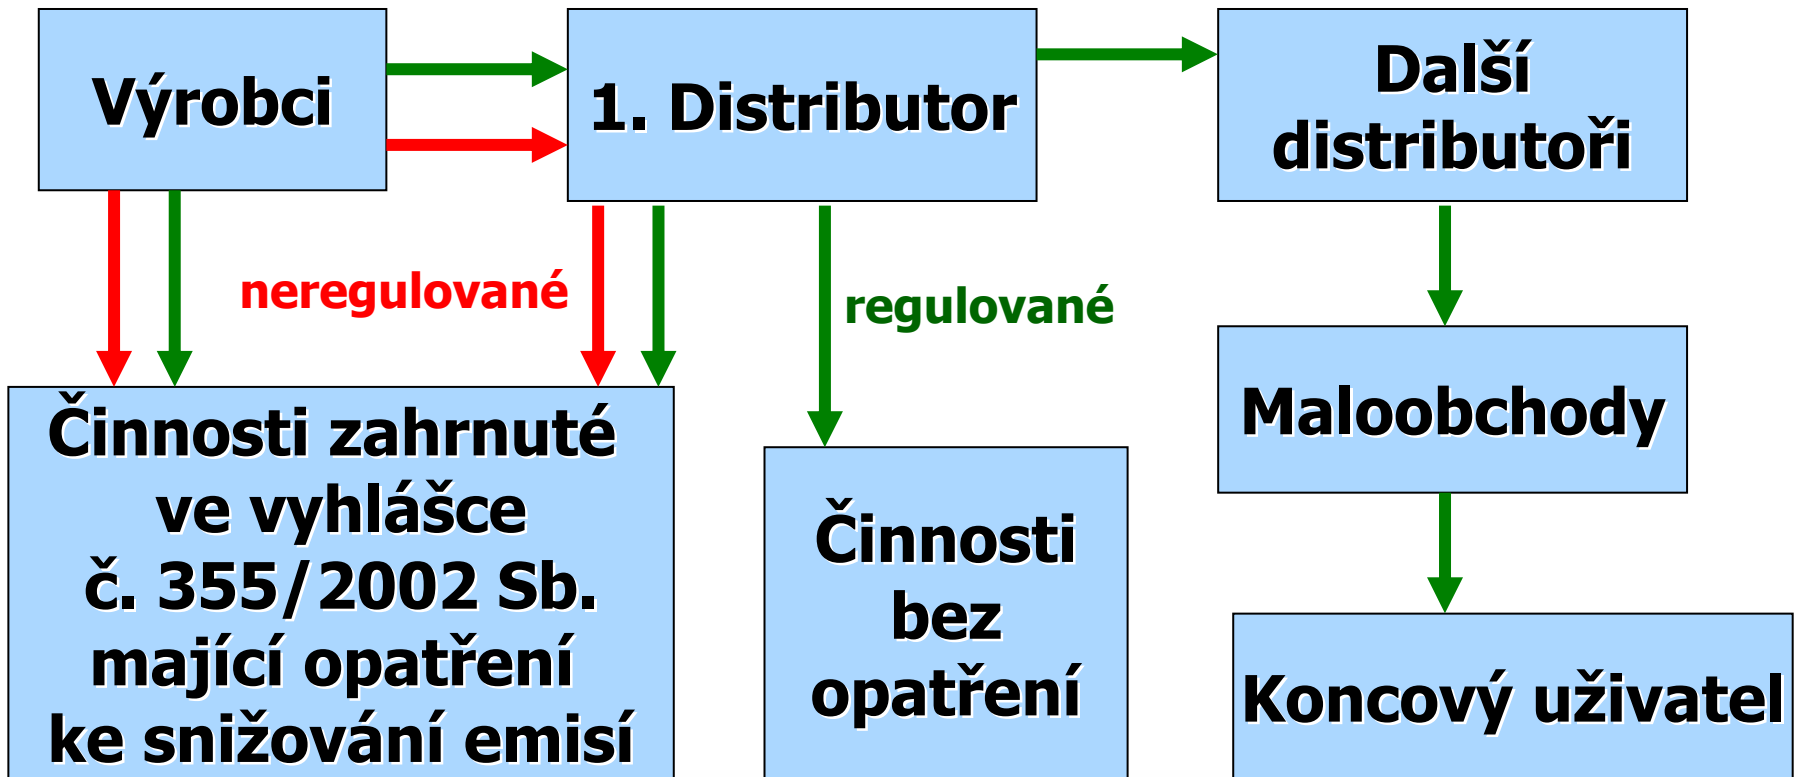 Výrobci
1. Distributor
Další
distributoři
neregulované
regulované
Činnosti zahrnuté
ve vyhlášce
č. 355/2002 Sb.
mající opatření
ke snižování emisí
Činnosti
bez
opatření
Maloobchody
Koncový uživatel